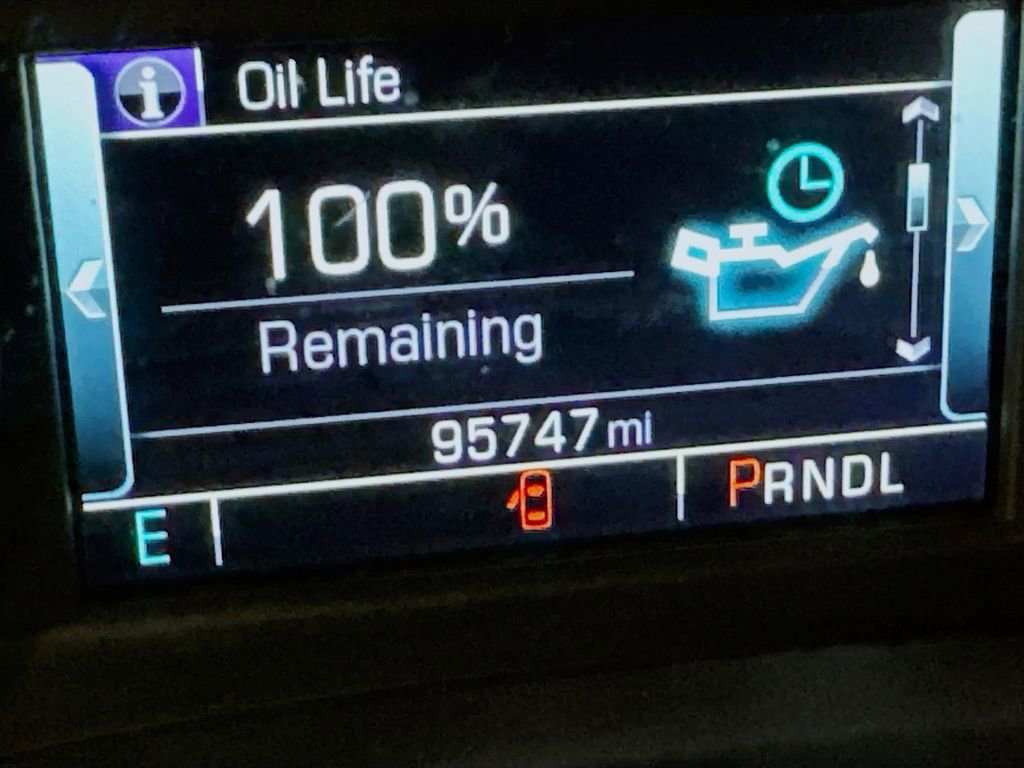 i Oil Life
100%
Remaining
95747 mi
E PRNDL